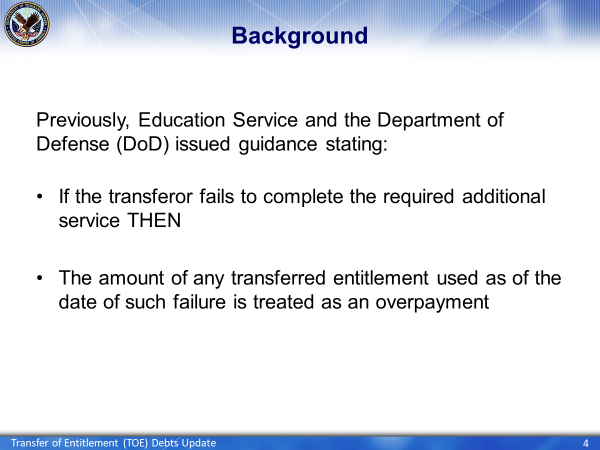 Background
Previously, Education Service and the Department of
Defense (DoD) issued guidance stating:
• If the transferor fails to complete the required additional
service THEN
• The amount of any transferred entitlement used as of the
date of such failure is treated as an overpayment
Transfer of Entitlement (TOE) Debts Update
4